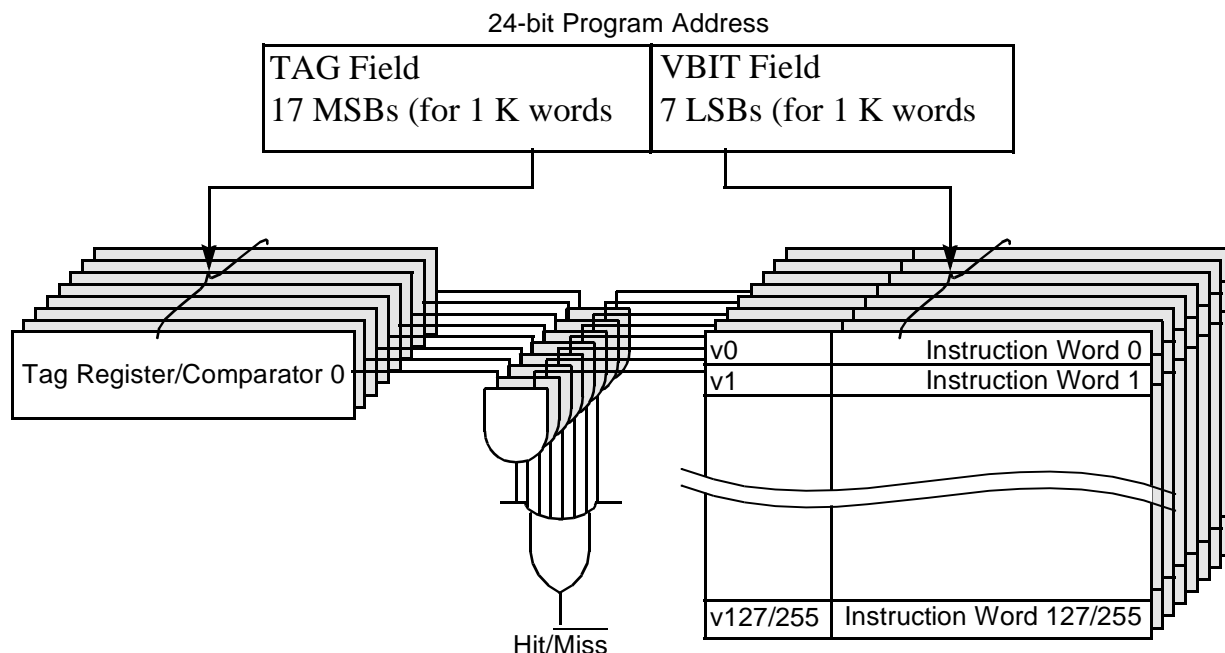 24-bit Program Address
TAG Field
17 MSBs (for 1 K words
VBIT Field
7 LSBs (for 1 K words
Tag Register/Comparator 0
v0 Instruction Word 0
v1 Instruction Word 1
v127/255 Instruction Word 127/255
Hit/Miss